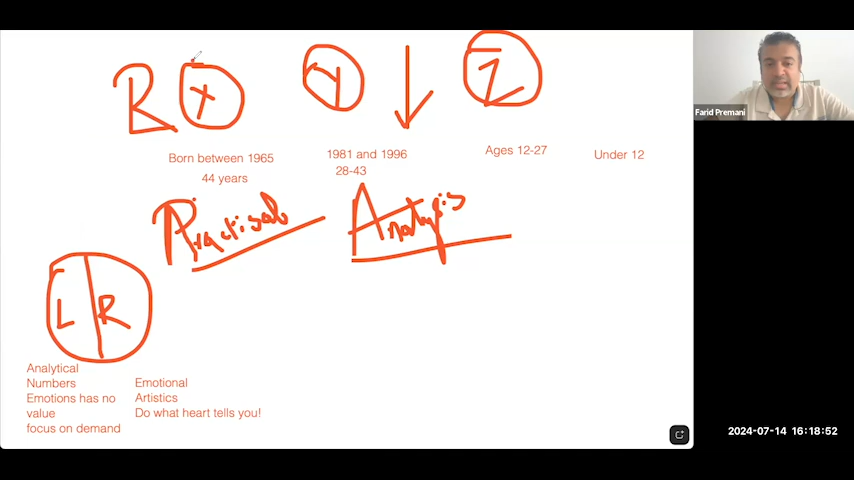 R X Y Z
Born between 1965
44 years
1981 and 1996
28-43
Ages 12-27
Under 12
Practisal
Analysis
L R
Analytical
Numbers
Emotions has no
value
focus on demand
Emotional
Artistics
Do what heart tells you!
Farid Premani
2024-07-14 16:18:52